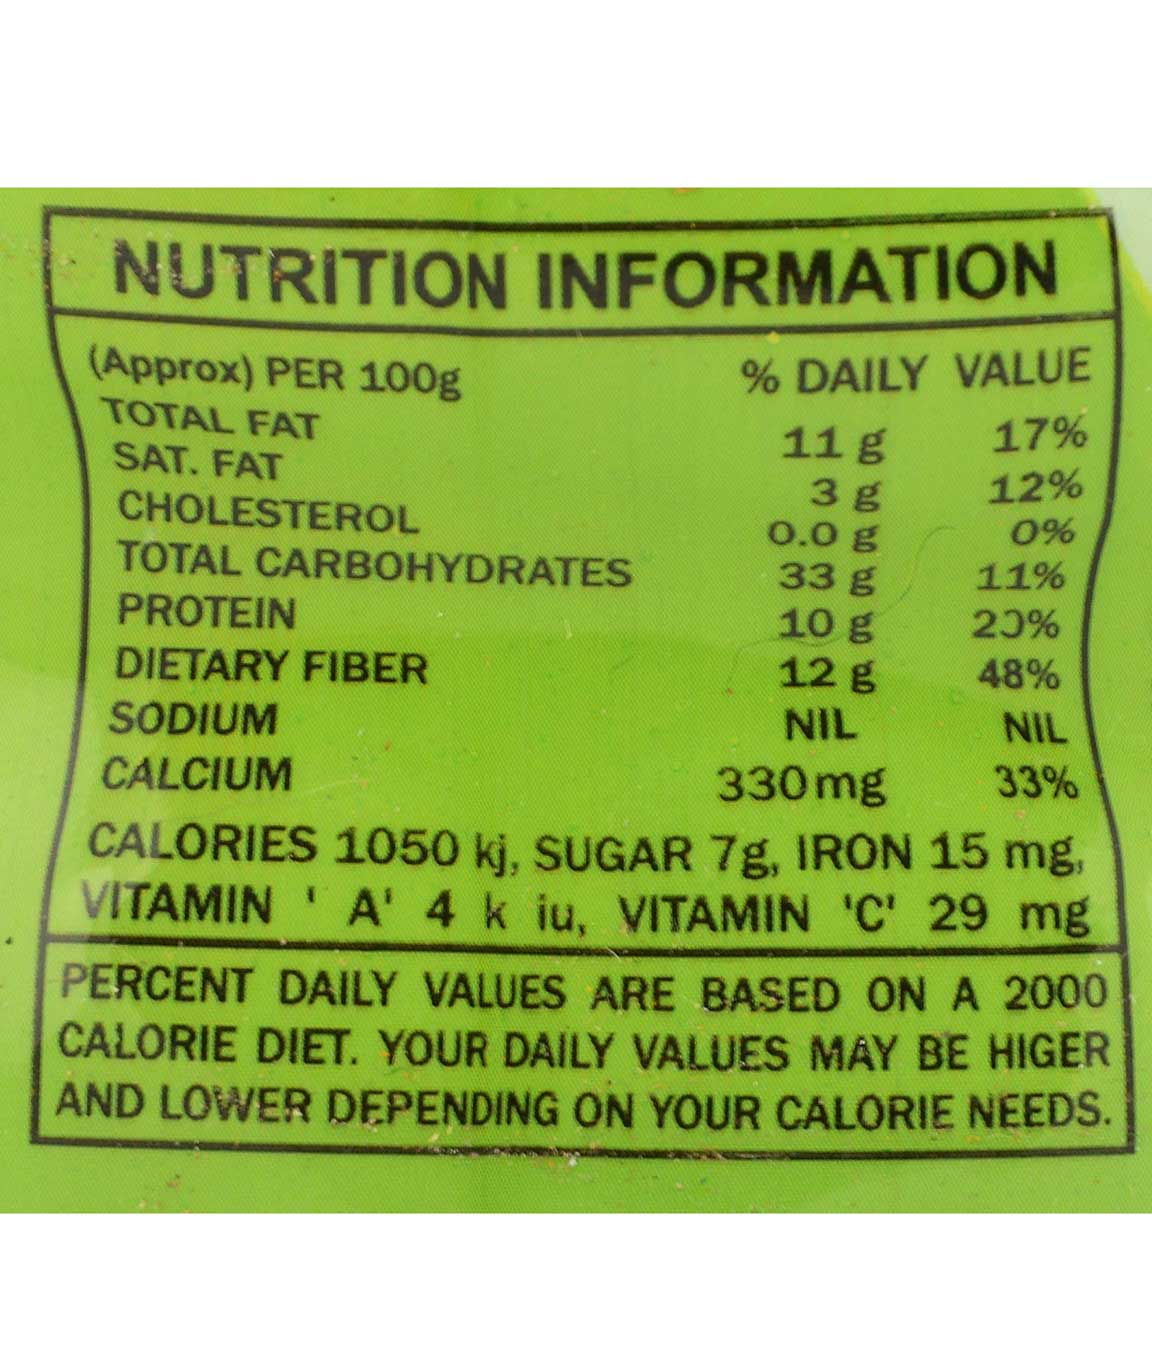 NUTRITION INFORMATION
(Approx) PER 100g % DAILY VALUE
TOTAL FAT 11 g 17%
SAT. FAT 3 g 12%
CHOLESTEROL 0.0 g 0%
TOTAL CARBOHYDRATES 33 g 11%
PROTEIN 10 g 20%
DIETARY FIBER 12 g 48%
SODIUM NIL NIL
CALCIUM 330mg 33%
CALORIES 1050 kj, SUGAR 7g, IRON 15 mg,
VITAMIN ' A' 4 k iu, VITAMIN 'C' 29 mg
PERCENT DAILY VALUES ARE BASED ON A 2000
CALORIE DIET. YOUR DAILY VALUES MAY BE HIGER
AND LOWER DEPENDING ON YOUR CALORIE NEEDS.